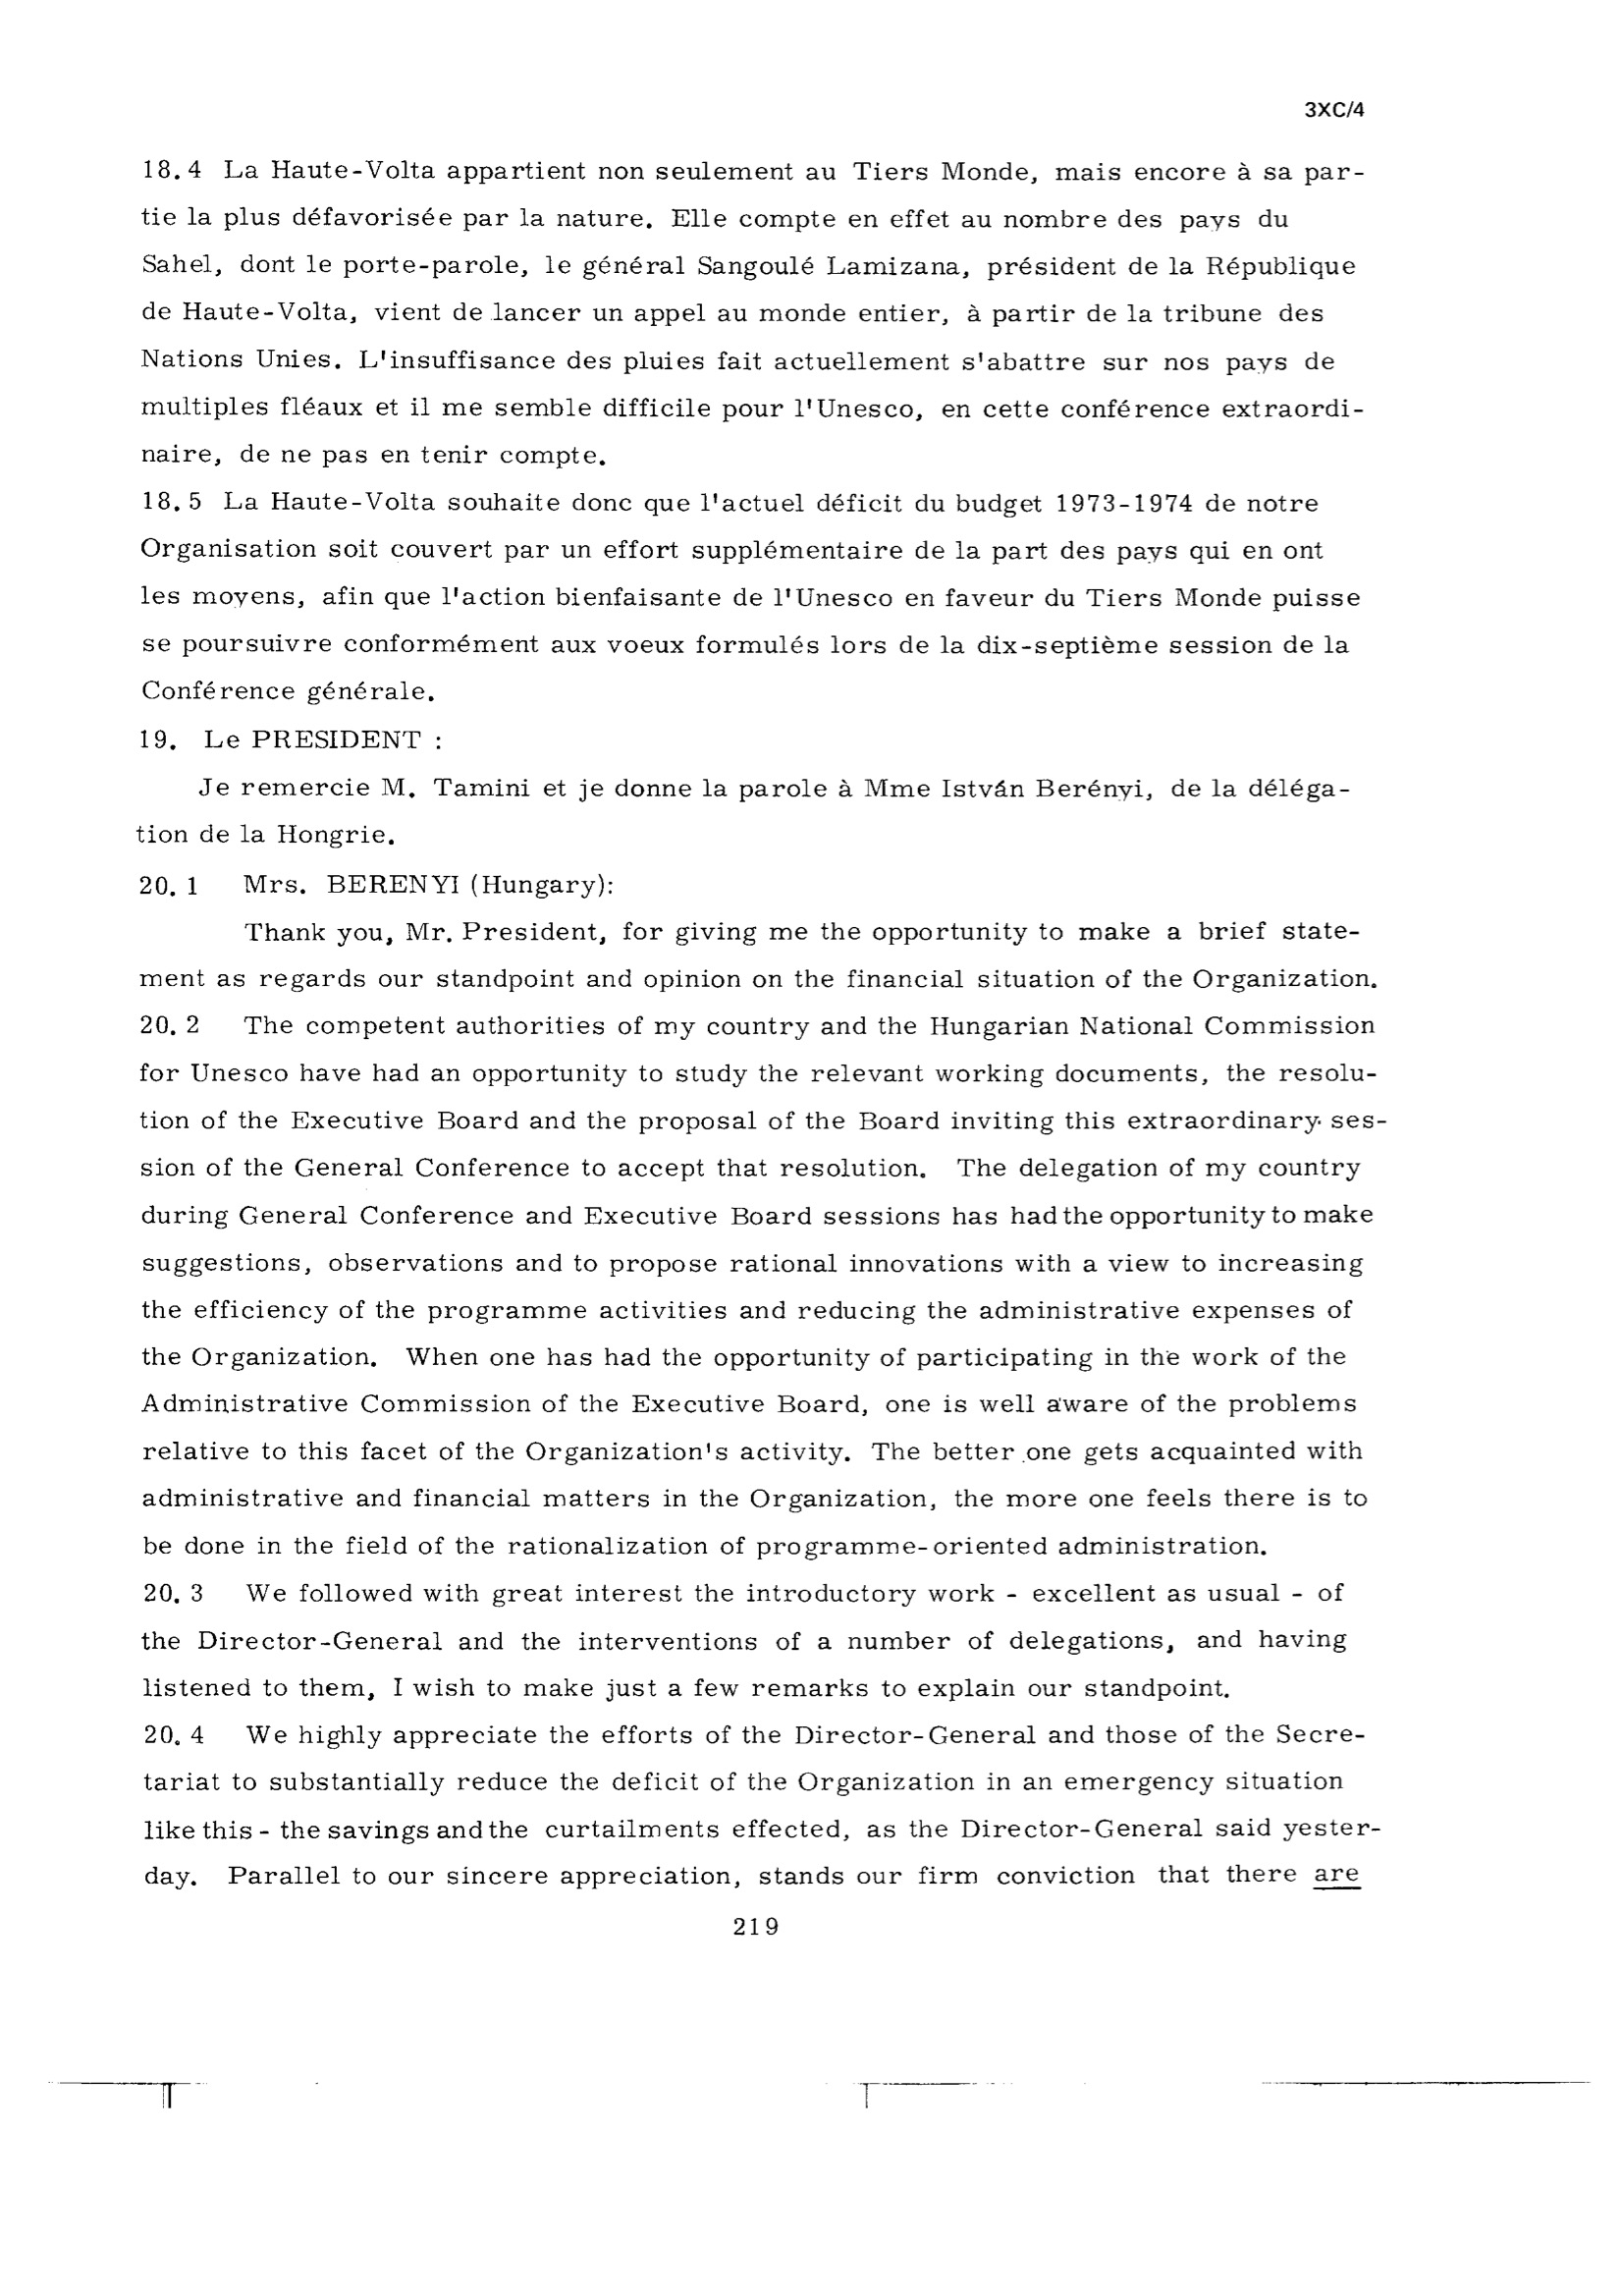 3XC/4
18.4 La Haute-Volta appartient non seulement au Tiers Monde, mais encore à sa par-
tie la plus défavorisée par la nature. Elle compte en effet au nombre des pays du
Sahel, dont le porte-parole, le général Sangoulé Lamizana, président de la République
de Haute-Volta, vient de lancer un appel au monde entier, à partir de la tribune des
Nations Unies. L'insuffisance des pluies fait actuellement s'abattre sur nos pays de
multiples fléaux et il me semble difficile pour l'Unesco, en cette conférence extraordi-
naire, de ne pas en tenir compte.
18.5 La Haute-Volta souhaite donc que l'actuel déficit du budget 1973-1974 de notre
Organisation soit couvert par un effort supplémentaire de la part des pays qui en ont
les moyens, afin que l'action bienfaisante de l'Unesco en faveur du Tiers Monde puisse
se poursuivre conformément aux voeux formulés lors de la dix-septième session de la
Conférence générale.
19. Le PRESIDENT :
Je remercie M. Tamini et je donne la parole à Mme István Berényi, de la déléga-
tion de la Hongrie.
20.1 Mrs. BERENYI (Hungary):
Thank you, Mr. President, for giving me the opportunity to make a brief state-
ment as regards our standpoint and opinion on the financial situation of the Organization.
20.2 The competent authorities of my country and the Hungarian National Commission
for Unesco have had an opportunity to study the relevant working documents, the resolu-
tion of the Executive Board and the proposal of the Board inviting this extraordinary ses-
sion of the General Conference to accept that resolution. The delegation of my country
during General Conference and Executive Board sessions has had the opportunity to make
suggestions, observations and to propose rational innovations with a view to increasing
the efficiency of the programme activities and reducing the administrative expenses of
the Organization. When one has had the opportunity of participating in the work of the
Administrative Commission of the Executive Board, one is well aware of the problems
relative to this facet of the Organization's activity. The better one gets acquainted with
administrative and financial matters in the Organization, the more one feels there is to
be done in the field of the rationalization of programme-oriented administration.
20.3 We followed with great interest the introductory work - excellent as usual - of
the Director-General and the interventions of a number of delegations, and having
listened to them, I wish to make just a few remarks to explain our standpoint.
20.4 We highly appreciate the efforts of the Director-General and those of the Secre-
tariat to substantially reduce the deficit of the Organization in an emergency situation
like this - the savings and the curtailments effected, as the Director-General said yester-
day. Parallel to our sincere appreciation, stands our firm conviction that there are
219